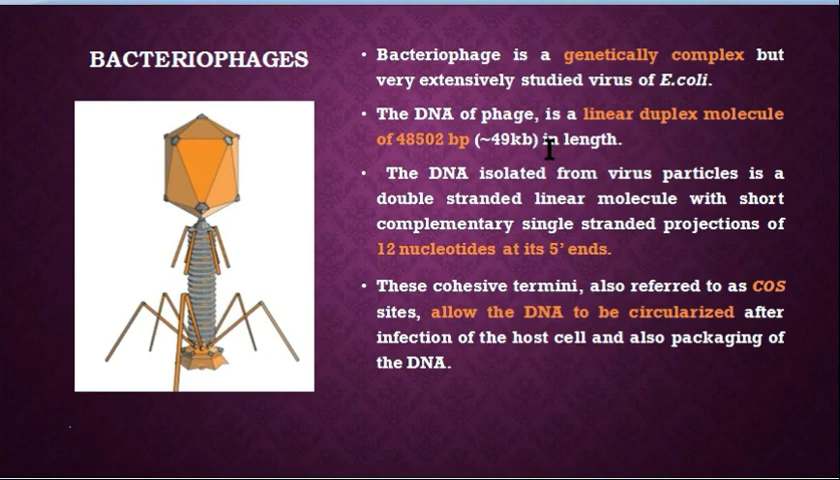 BACTERIOPHAGES
• Bacteriophage is a genetically complex but
very extensively studied virus of E.coli.
• The DNA of phage, is a linear duplex molecule
of 48502 bp (~49kb) in length.
• The DNA isolated from virus particles is a
double stranded linear molecule with short
complementary single stranded projections of
12 nucleotides at its 5’ ends.
• These cohesive termini, also referred to as COS
sites, allow the DNA to be circularized after
infection of the host cell and also packaging of
the DNA.